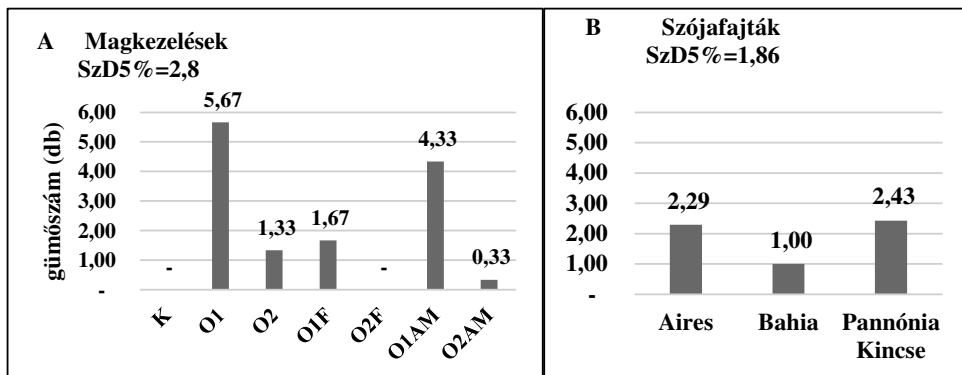 A Magkezelések
SzD5%=2,8
gümőszám (db)
6,00
5,00
4,00
3,00
2,00
1,00
-
-
5,67
1,33
1,67
-
4,33
0,33
K
O1
O2
O1F
O2F
O1AM
O2AM
B Szójafajták
SzD5%=1,86
6,00
5,00
4,00
3,00
2,00
1,00
-
2,29
1,00
2,43
Aires
Bahia
Pannónia
Kincse